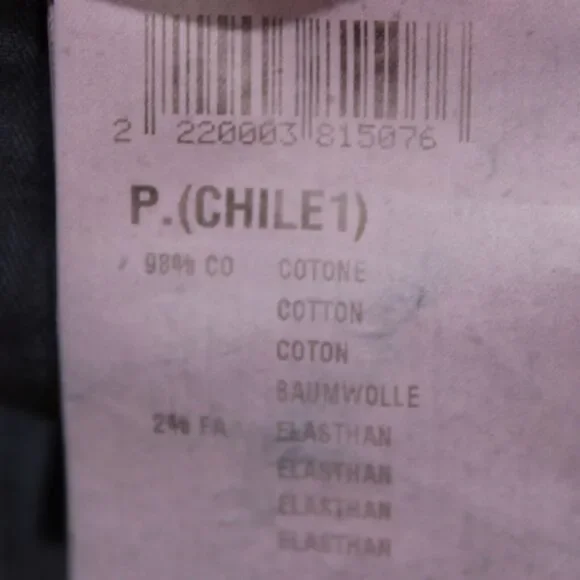 2 220003 815076
P.(CHILE1)
98% CO COTONE
COTTON
COTON
BAUMWOLLE
2% EA ELASTHAN
ELASTHAN
ELASTHAN
ELASTHAN